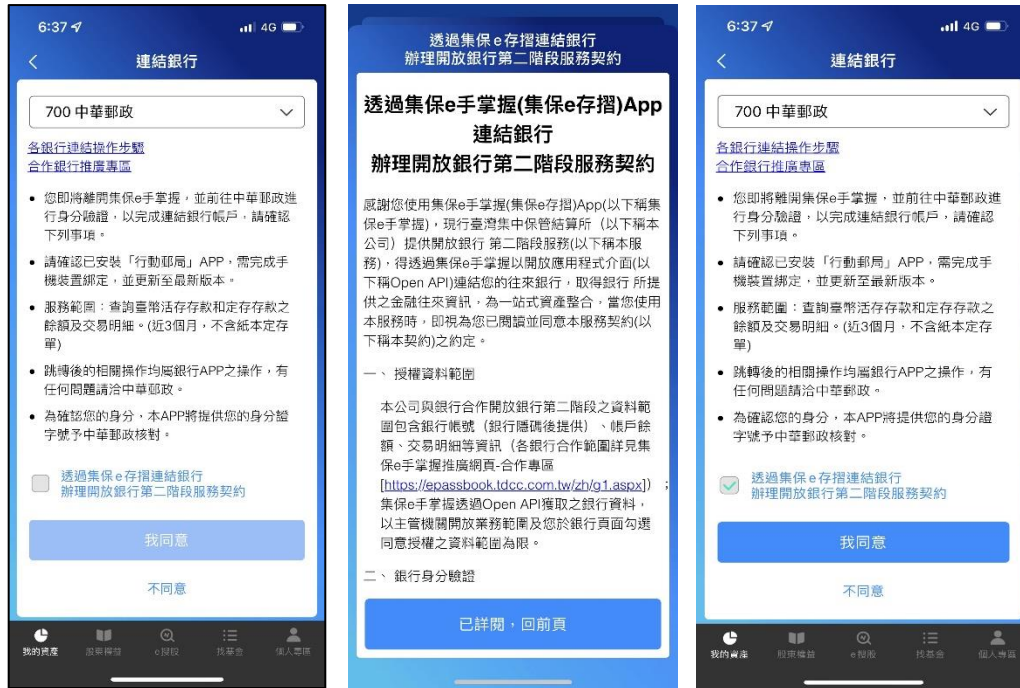 6:37
4G
連結銀行
700 中華郵政
各銀行連結操作步驟
合作銀行推廣專區
• 您即將離開集保e手掌握，並前往中華郵政進
行身分驗證，以完成連結銀行帳戶，請確認
下列事項。
• 請確認已安裝「行動郵局」APP，需完成手
機裝置綁定，並更新至最新版本。
• 服務範圍：查詢臺幣活存存款和定存存款之
餘額及交易明細。(近3個月，不含紙本定存
單)
• 跳轉後的相關操作均屬銀行APP之操作，有
任何問題請洽中華郵政。
• 為確認您的身分，本APP將提供您的身分證
字號予中華郵政核對。
透過集保e存摺連結銀行
辦理開放銀行第二階段服務契約
我同意
不同意
我的資產
股東權益
e投股
找基金
個人專區
透過集保e存摺連結銀行
辦理開放銀行第二階段服務契約
透過集保e手掌握(集保e存摺)App
連結銀行
辦理開放銀行第二階段服務契約
感謝您使用集保e手掌握(集保e存摺)App(以下稱集
保e手掌握)，現行臺灣集中保管結算所（以下稱本
公司）提供開放銀行 第二階段服務(以下稱本服
務)，得透過集保e手掌握以開放應用程式介面(以
下稱Open API)連結您的往來銀行，取得銀行 所提
供之金融往來資訊，為一站式資產整合，當您使用
本服務時，即視為您已閱讀並同意本服務契約(以
下稱本契約)之約定。
一、 授權資料範圍
本公司與銀行合作開放銀行第二階段之資料範
圍包含銀行帳號（銀行隱碼後提供）、帳戶餘
額、交易明細等資訊（各銀行合作範圍詳見集
保e手掌握推廣網頁-合作專區
[https://epassbook.tdcc.com.tw/zh/g1.aspx]）；
集保e手掌握透過Open API獲取之銀行資料，
以主管機關開放業務範圍及您於銀行頁面勾選
同意授權之資料範圍為限。
二、 銀行身分驗證
已詳閱，回前頁
6:37
4G
連結銀行
700 中華郵政
各銀行連結操作步驟
合作銀行推廣專區
• 您即將離開集保e手掌握，並前往中華郵政進
行身分驗證，以完成連結銀行帳戶，請確認
下列事項。
• 請確認已安裝「行動郵局」APP，需完成手
機裝置綁定，並更新至最新版本。
• 服務範圍：查詢臺幣活存存款和定存存款之
餘額及交易明細。(近3個月，不含紙本定存
單)
• 跳轉後的相關操作均屬銀行APP之操作，有
任何問題請洽中華郵政。
• 為確認您的身分，本APP將提供您的身分證
字號予中華郵政核對。
透過集保e存摺連結銀行
辦理開放銀行第二階段服務契約
我同意
不同意
我的資產
股東權益
e投股
找基金
個人專區